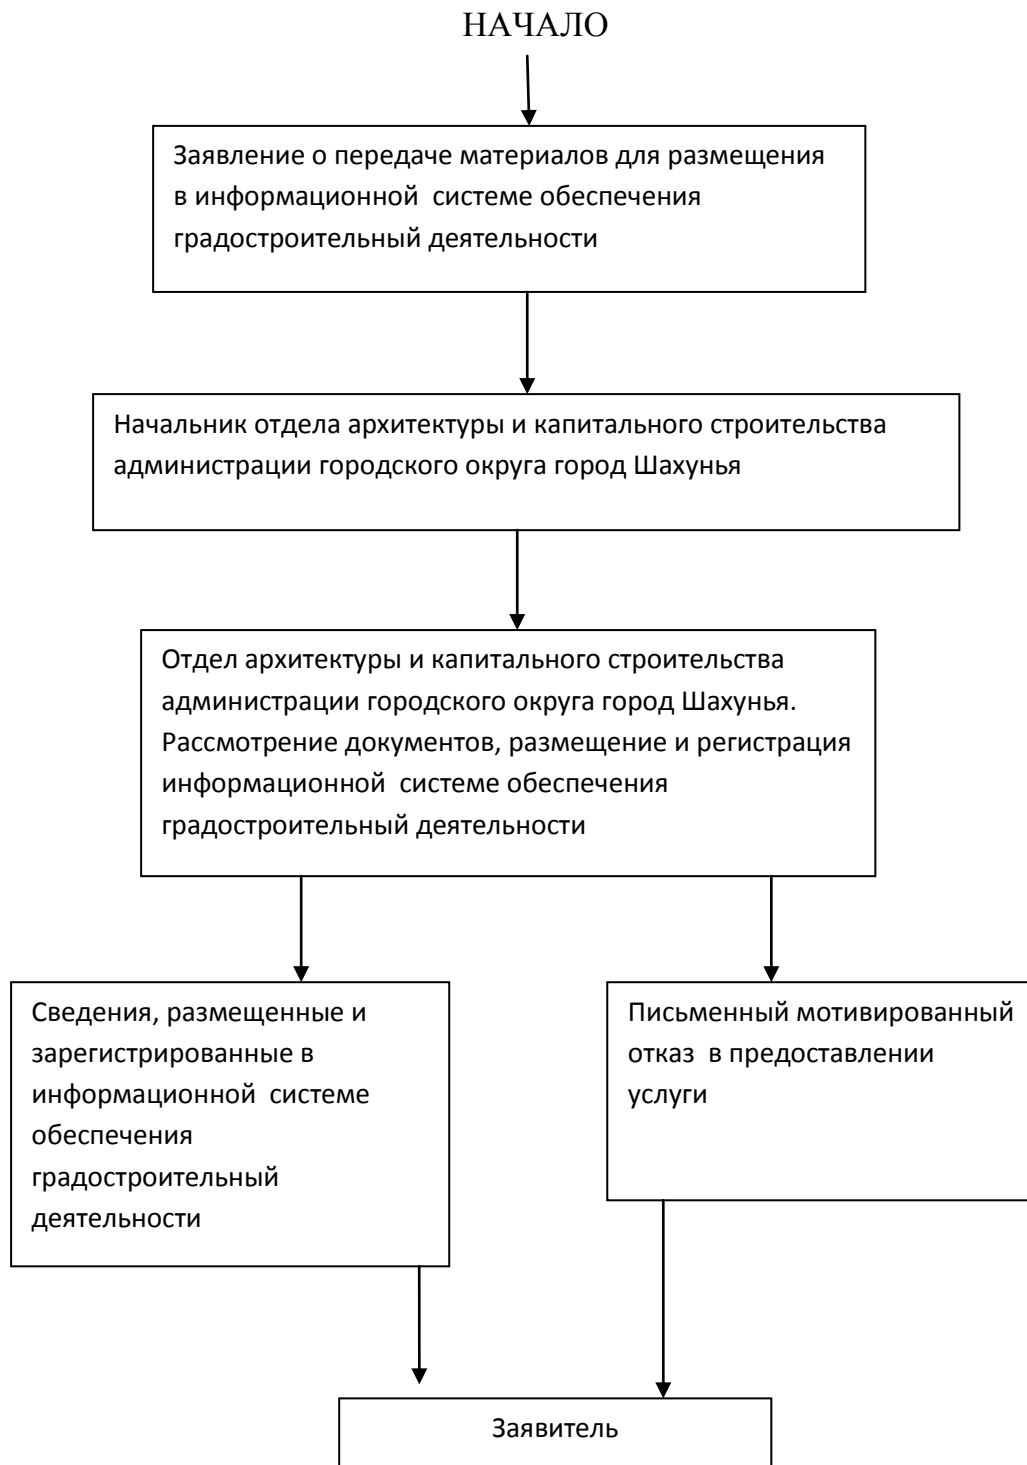 НАЧАЛО
Заявление о передаче материалов для размещения
в информационной системе обеспечения
градостроительный деятельности
Начальник отдела архитектуры и капитального строительства
администрации городского округа город Шахунья
Отдел архитектуры и капитального строительства
администрации городского округа город Шахунья.
Рассмотрение документов, размещение и регистрация
информационной системе обеспечения
градостроительный деятельности
Сведения, размещенные и
зарегистрированные в
информационной системе
обеспечения
градостроительный
деятельности
Письменный мотивированный
отказ в предоставлении
услуги
Заявитель